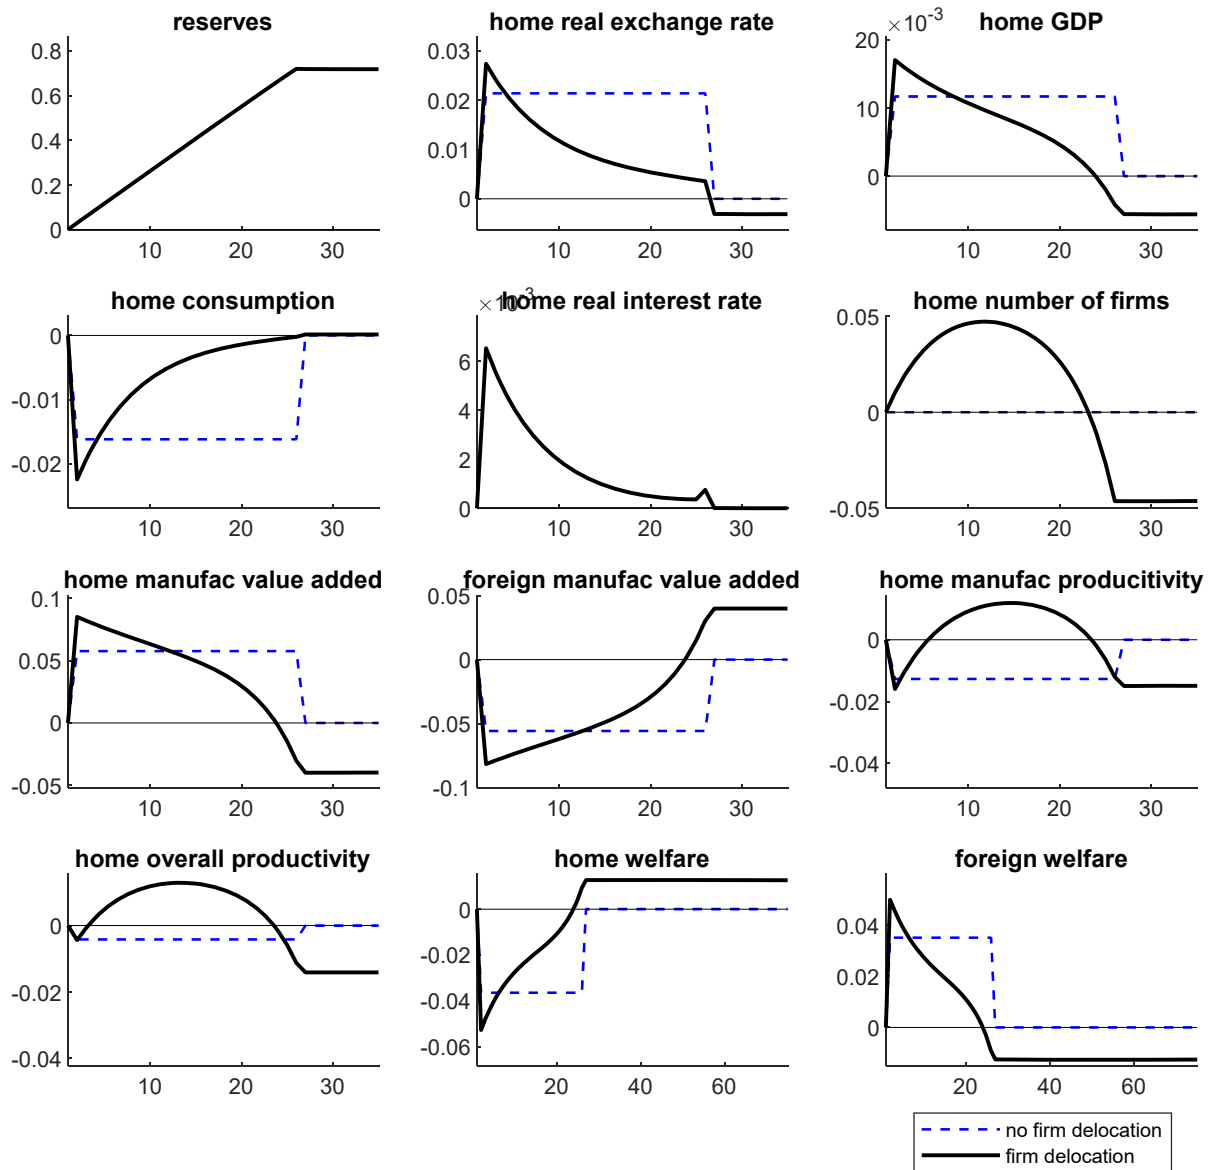 reserves
0.8
0.6
0.4
0.2
0
10 20 30
home real exchange rate
0.03
0.02
0.01
0
10 20 30
×10⁻³ home GDP
20
10
0
10 20 30
home consumption
0
-0.01
-0.02
10 20 30
×10⁻³ home real interest rate
6
4
2
0
10 20 30
home number of firms
0.05
0
-0.05
10 20 30
home manufac value added
0.1
0.05
0
-0.05
10 20 30
foreign manufac value added
0.05
0
-0.05
-0.1
10 20 30
home manufac producitivity
0
-0.02
-0.04
10 20 30
home overall productivity
0
-0.02
-0.04
10 20 30
home welfare
0
-0.02
-0.04
-0.06
20 40 60
foreign welfare
0.04
0.02
0
20 40 60
no firm delocation
firm delocation